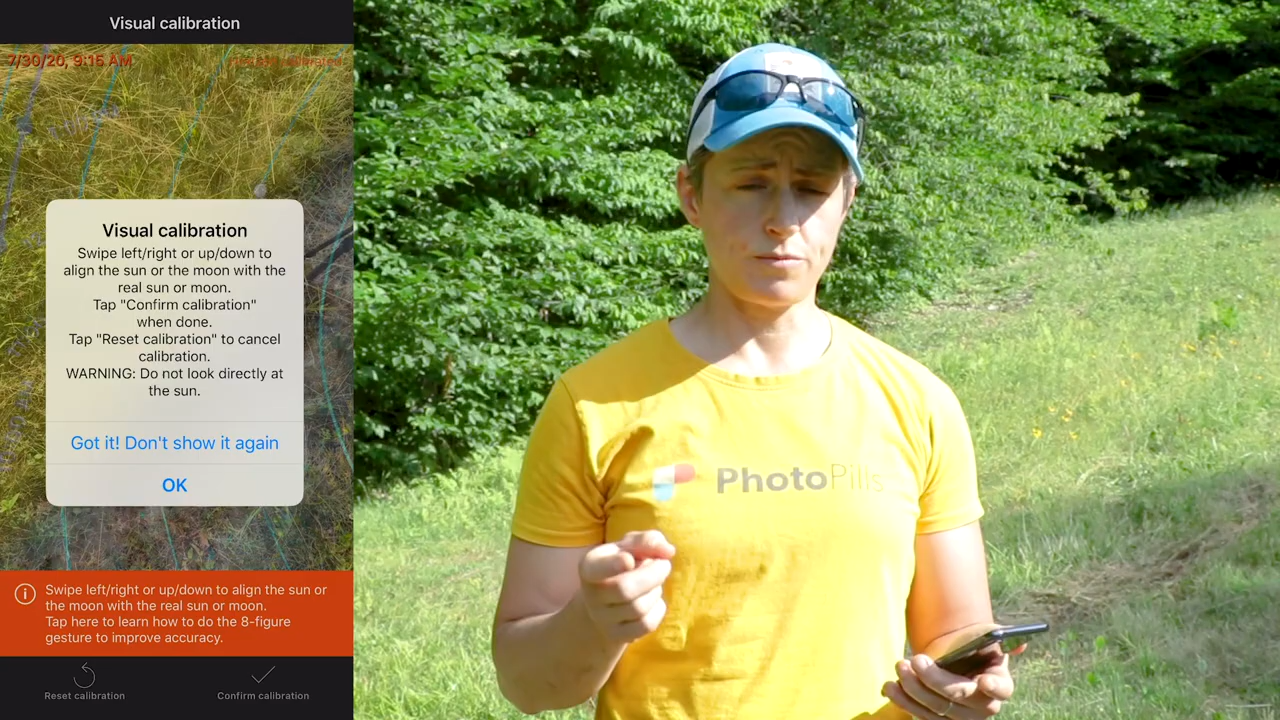 Visual calibration
7/30/20, 9:15 AM
Visual calibration
Swipe left/right or up/down to
align the sun or the moon with the
real sun or moon.
Tap "Confirm calibration"
when done.
Tap "Reset calibration" to cancel
calibration.
WARNING: Do not look directly at
the sun.
Got it! Don't show it again
OK
Swipe left/right or up/down to align the sun or
the moon with the real sun or moon.
Tap here to learn how to do the 8-figure
gesture to improve accuracy.
Reset calibration
Confirm calibration
PhotoPills